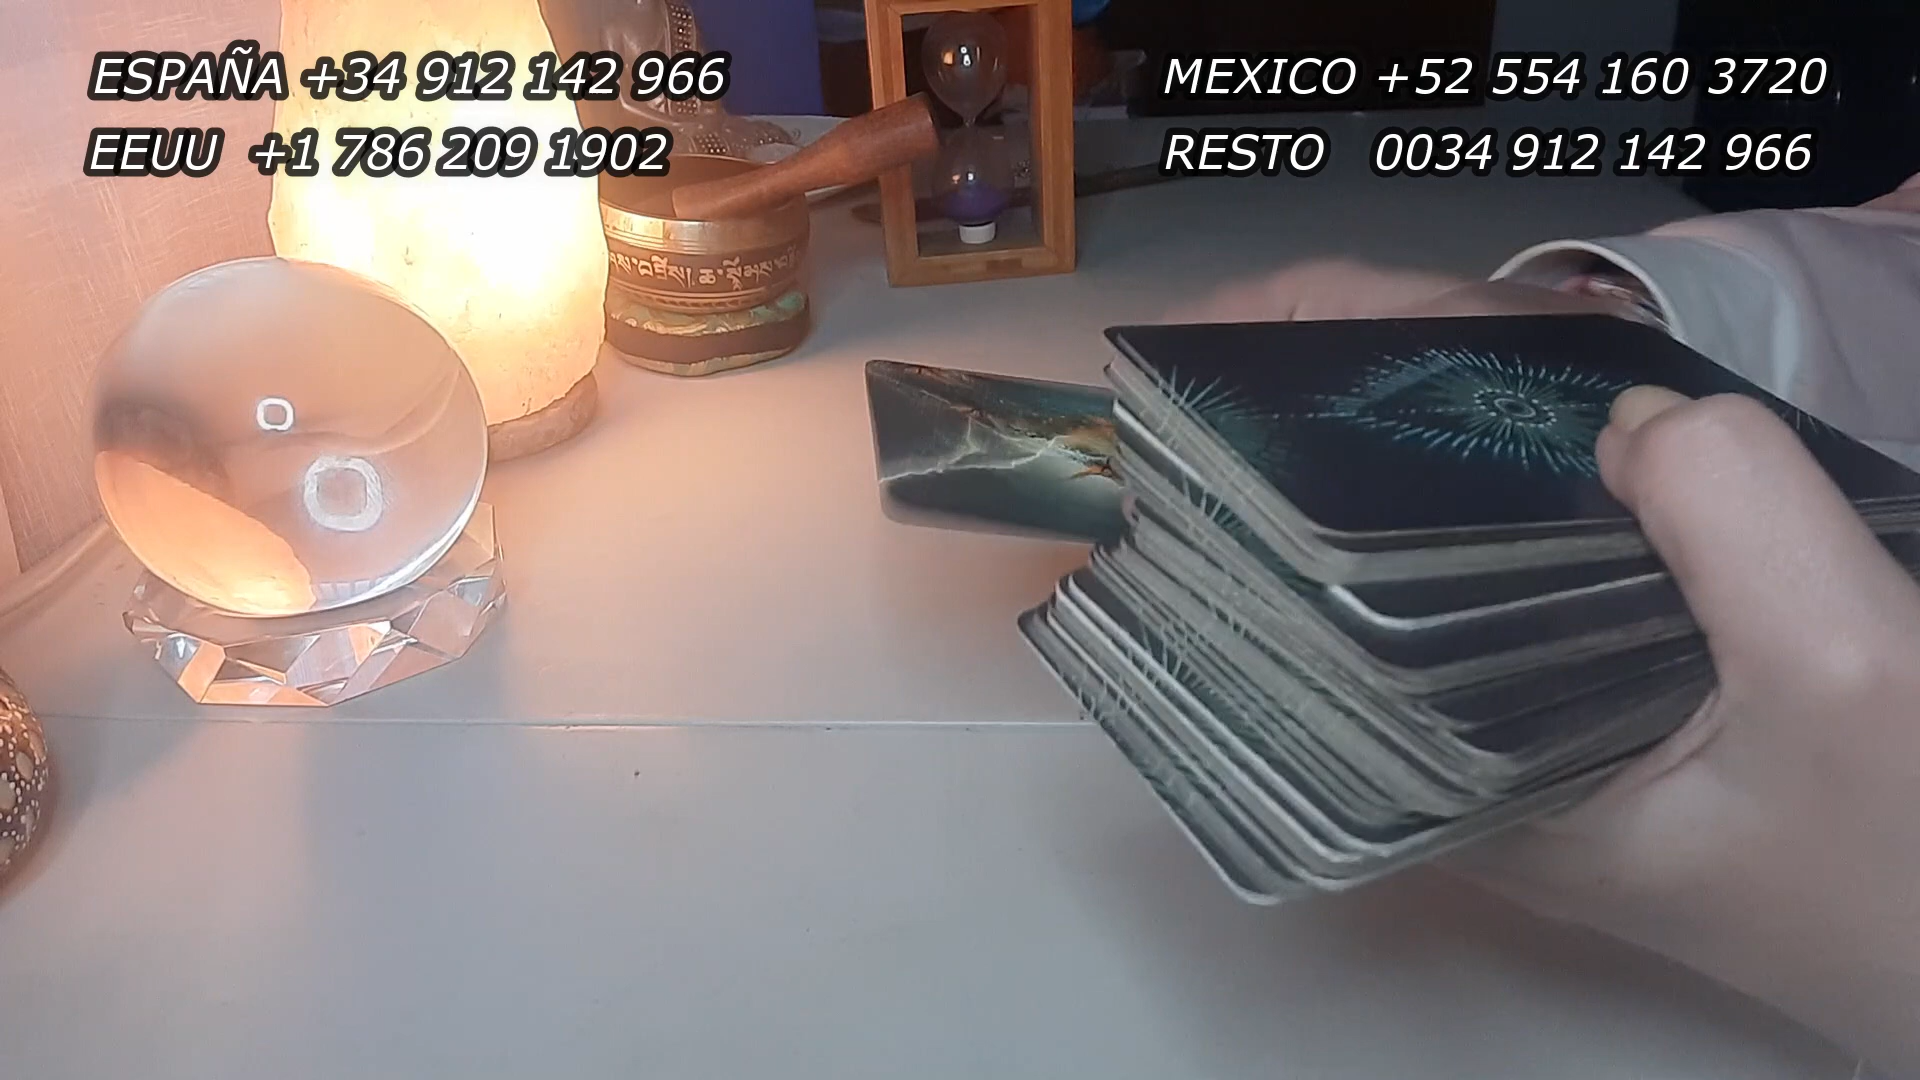 ESPAÑA +34 912 142 966
EEUU +1 786 209 1902
MEXICO +52 554 160 3720
RESTO 0034 912 142 966